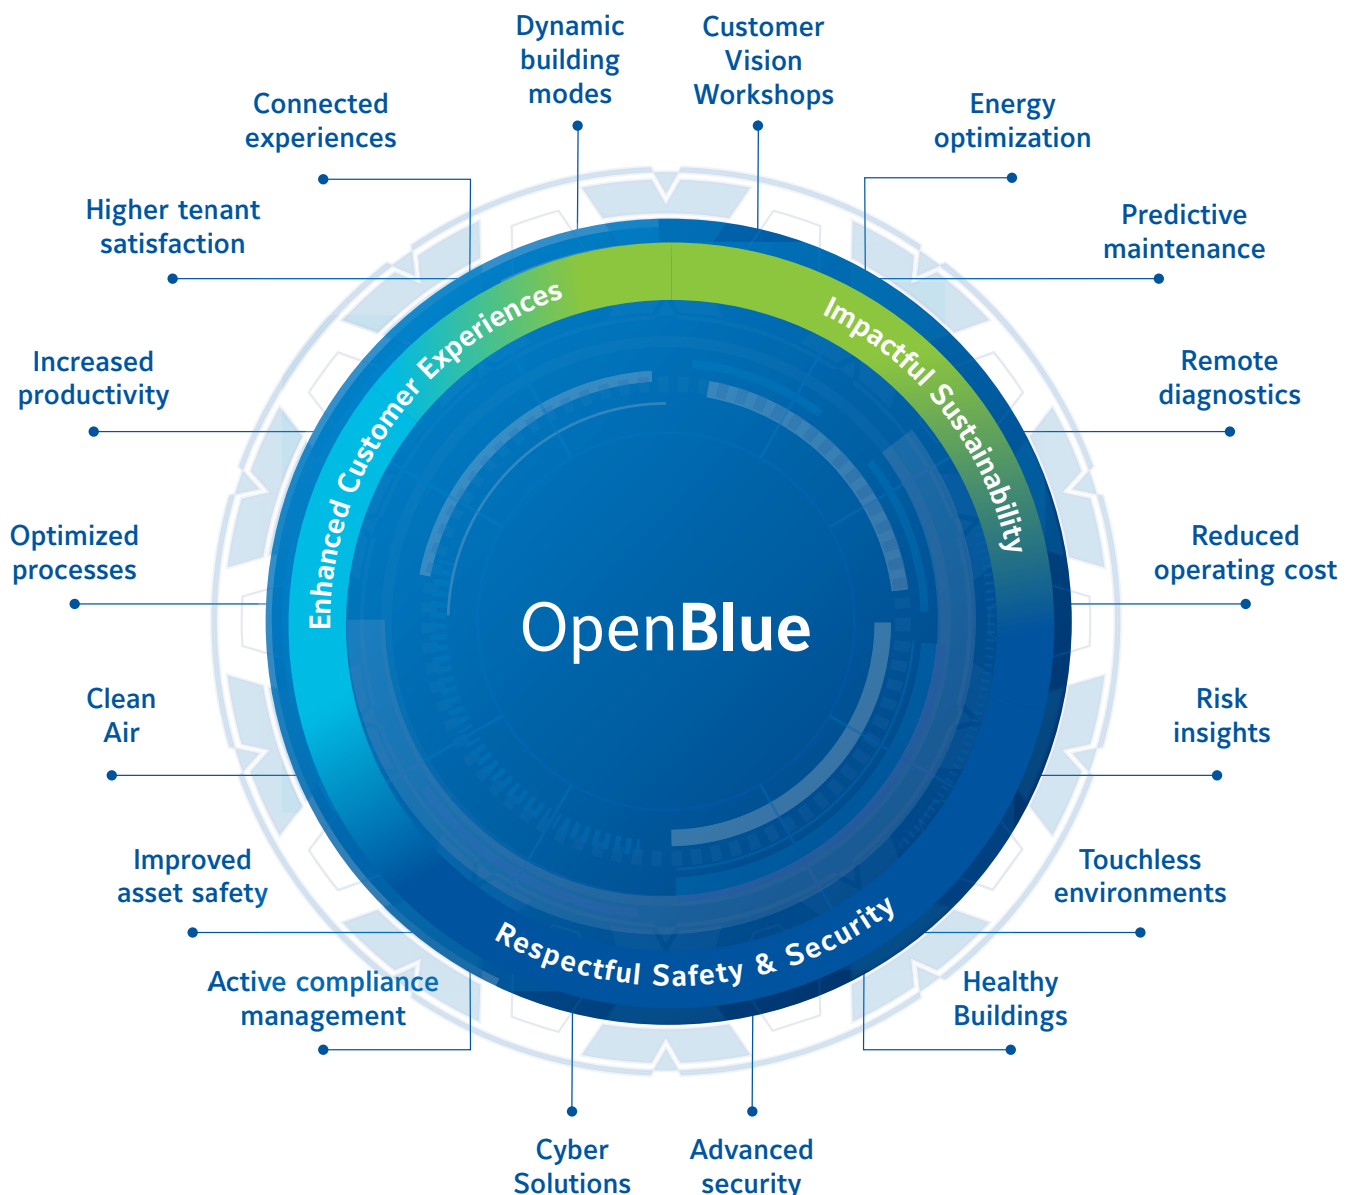 Dynamic
building
modes
Customer
Vision
Workshops
Connected
experiences
Energy
optimization
Higher tenant
satisfaction
Predictive
maintenance
Increased
productivity
Remote
diagnostics
Optimized
processes
Reduced
operating cost
Clean
Air
Risk
insights
Improved
asset safety
Touchless
environments
Active compliance
management
Healthy
Buildings
Cyber
Solutions
Advanced
security
Enhanced Customer Experiences
Impactful Sustainability
Respectful Safety & Security
OpenBlue